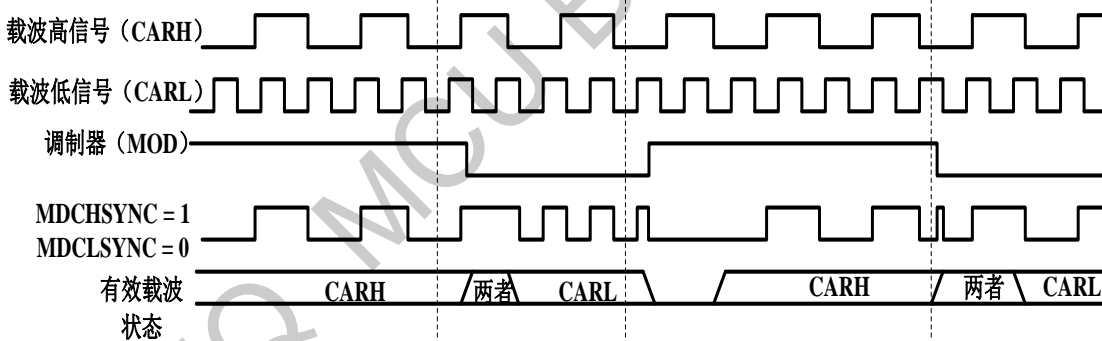 载波高信号（CARH）
载波低信号（CARL）
调制器（MOD）
MDCHSYNC = 1
MDCLSYNC = 0
有效载波
状态
CARH
两者
CARL
CARH
两者
CARL
Q MCU B